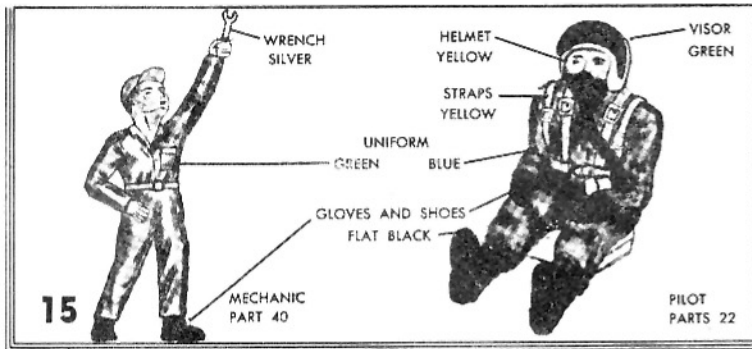 WRENCH
SILVER
HELMET
YELLOW
VISOR
GREEN
STRAPS
YELLOW
UNIFORM
GREEN BLUE
GLOVES AND SHOES
FLAT BLACK
15
MECHANIC
PART 40
PILOT
PARTS 22